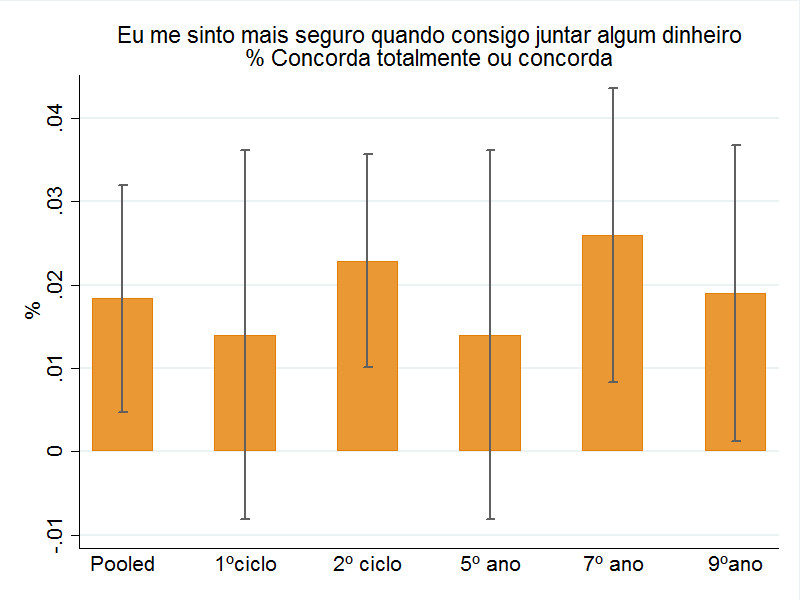 Eu me sinto mais seguro quando consigo juntar algum dinheiro
% Concorda totalmente ou concorda
.04
.03
.02
%
.01
0
-.01
Pooled 1ºciclo 2º ciclo 5º ano 7º ano 9ºano